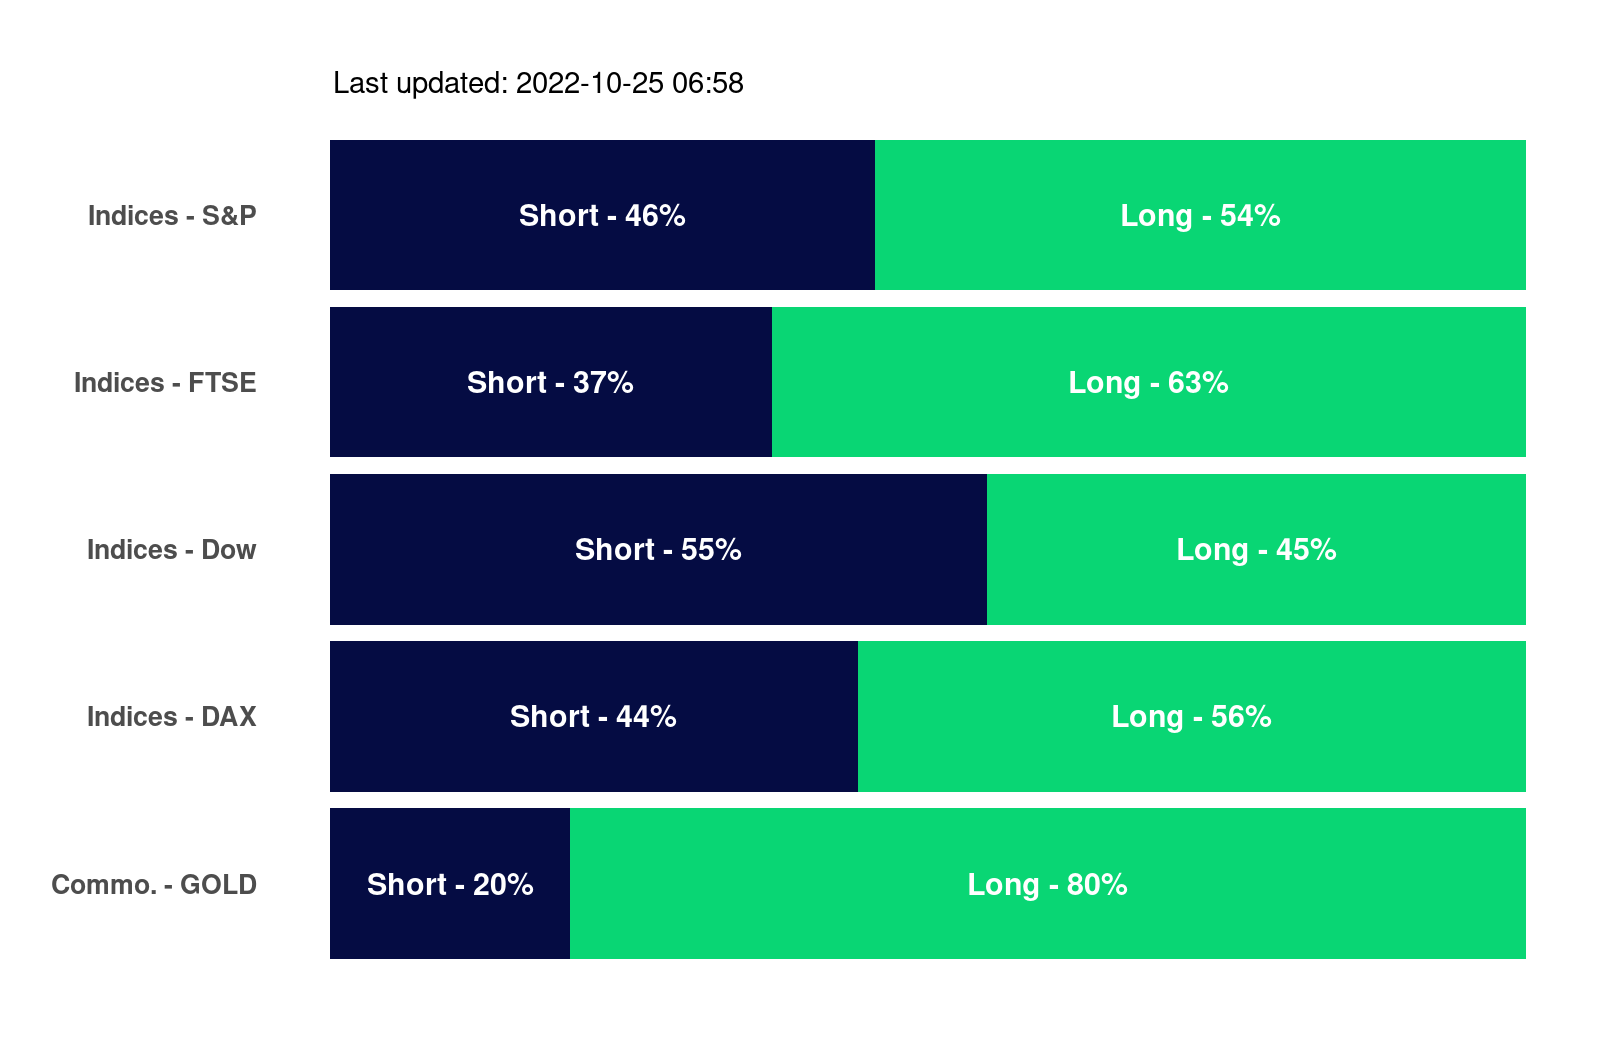 Last updated: 2022-10-25 06:58
Indices - S&P Short - 46% Long - 54%
Indices - FTSE Short - 37% Long - 63%
Indices - Dow Short - 55% Long - 45%
Indices - DAX Short - 44% Long - 56%
Commo. - GOLD Short - 20% Long - 80%